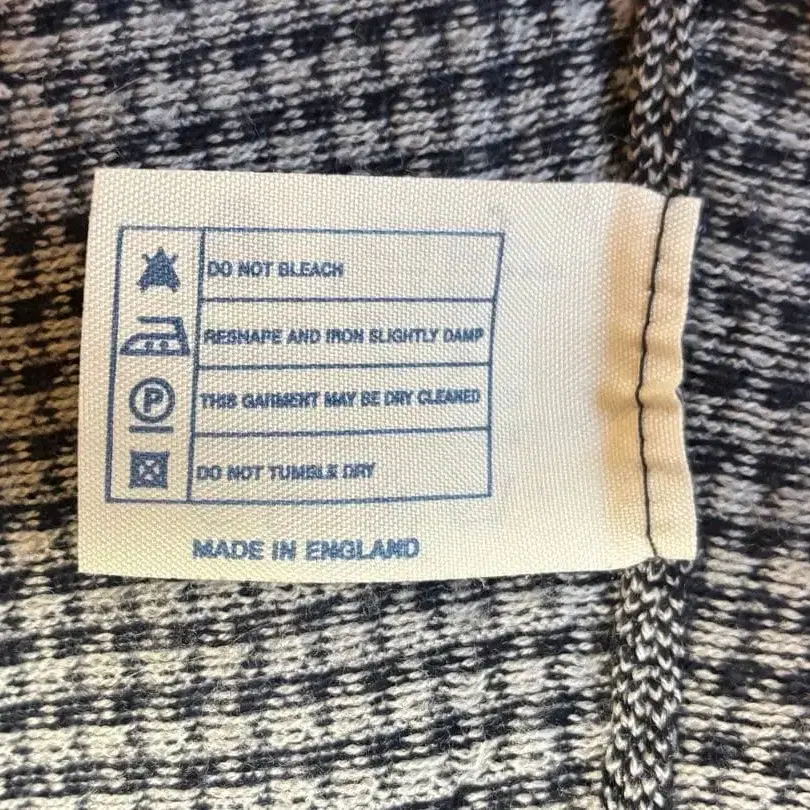 DO NOT BLEACH
RESHAPE AND IRON SLIGHTLY DAMP
P THIS GARMENT MAY BE DRY CLEANED
DO NOT TUMBLE DRY
MADE IN ENGLAND